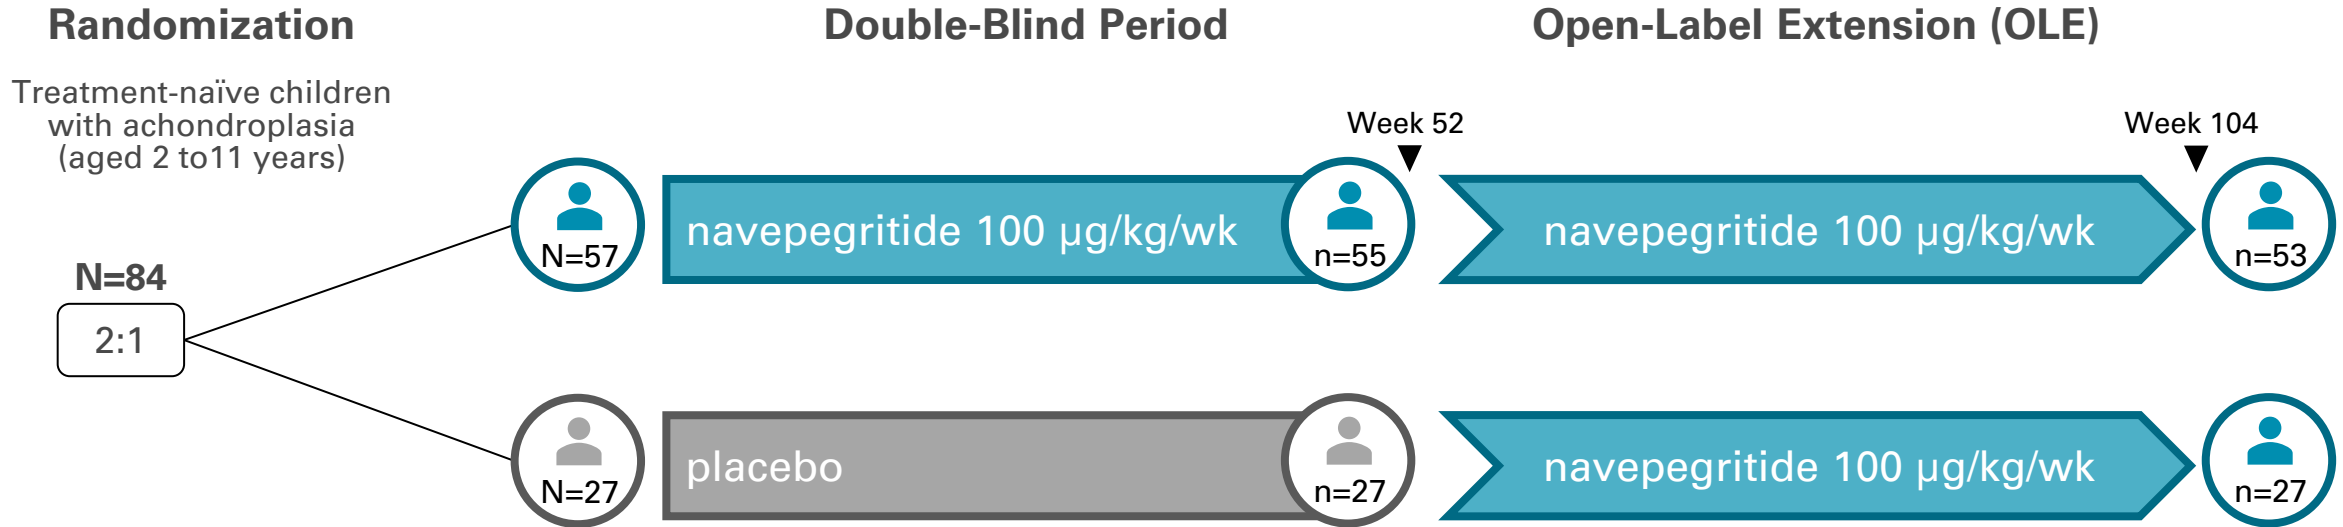 Randomization
Double-Blind Period
Open-Label Extension (OLE)
Treatment-naïve children
with achondroplasia
(aged 2 to11 years)
Week 52
Week 104
N=57
navepegritide 100 µg/kg/wk
n=55
navepegritide 100 µg/kg/wk
n=53
N=84
2:1
N=27
placebo
n=27
navepegritide 100 µg/kg/wk
n=27